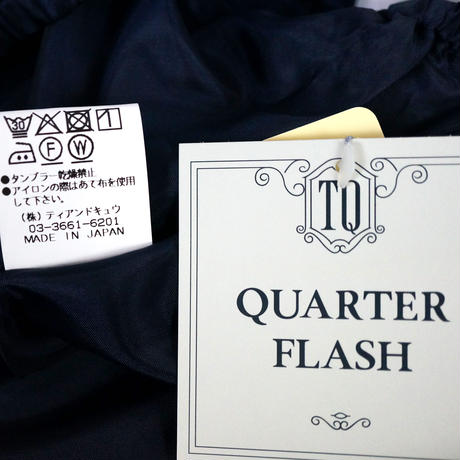 30
F W
●タンブラー乾燥禁止
●アイロンの際はあて布を使用
して下さい。
(株)ティアンドキュウ
03-3661-6201
MADE IN JAPAN
TQ
QUARTER
FLASH